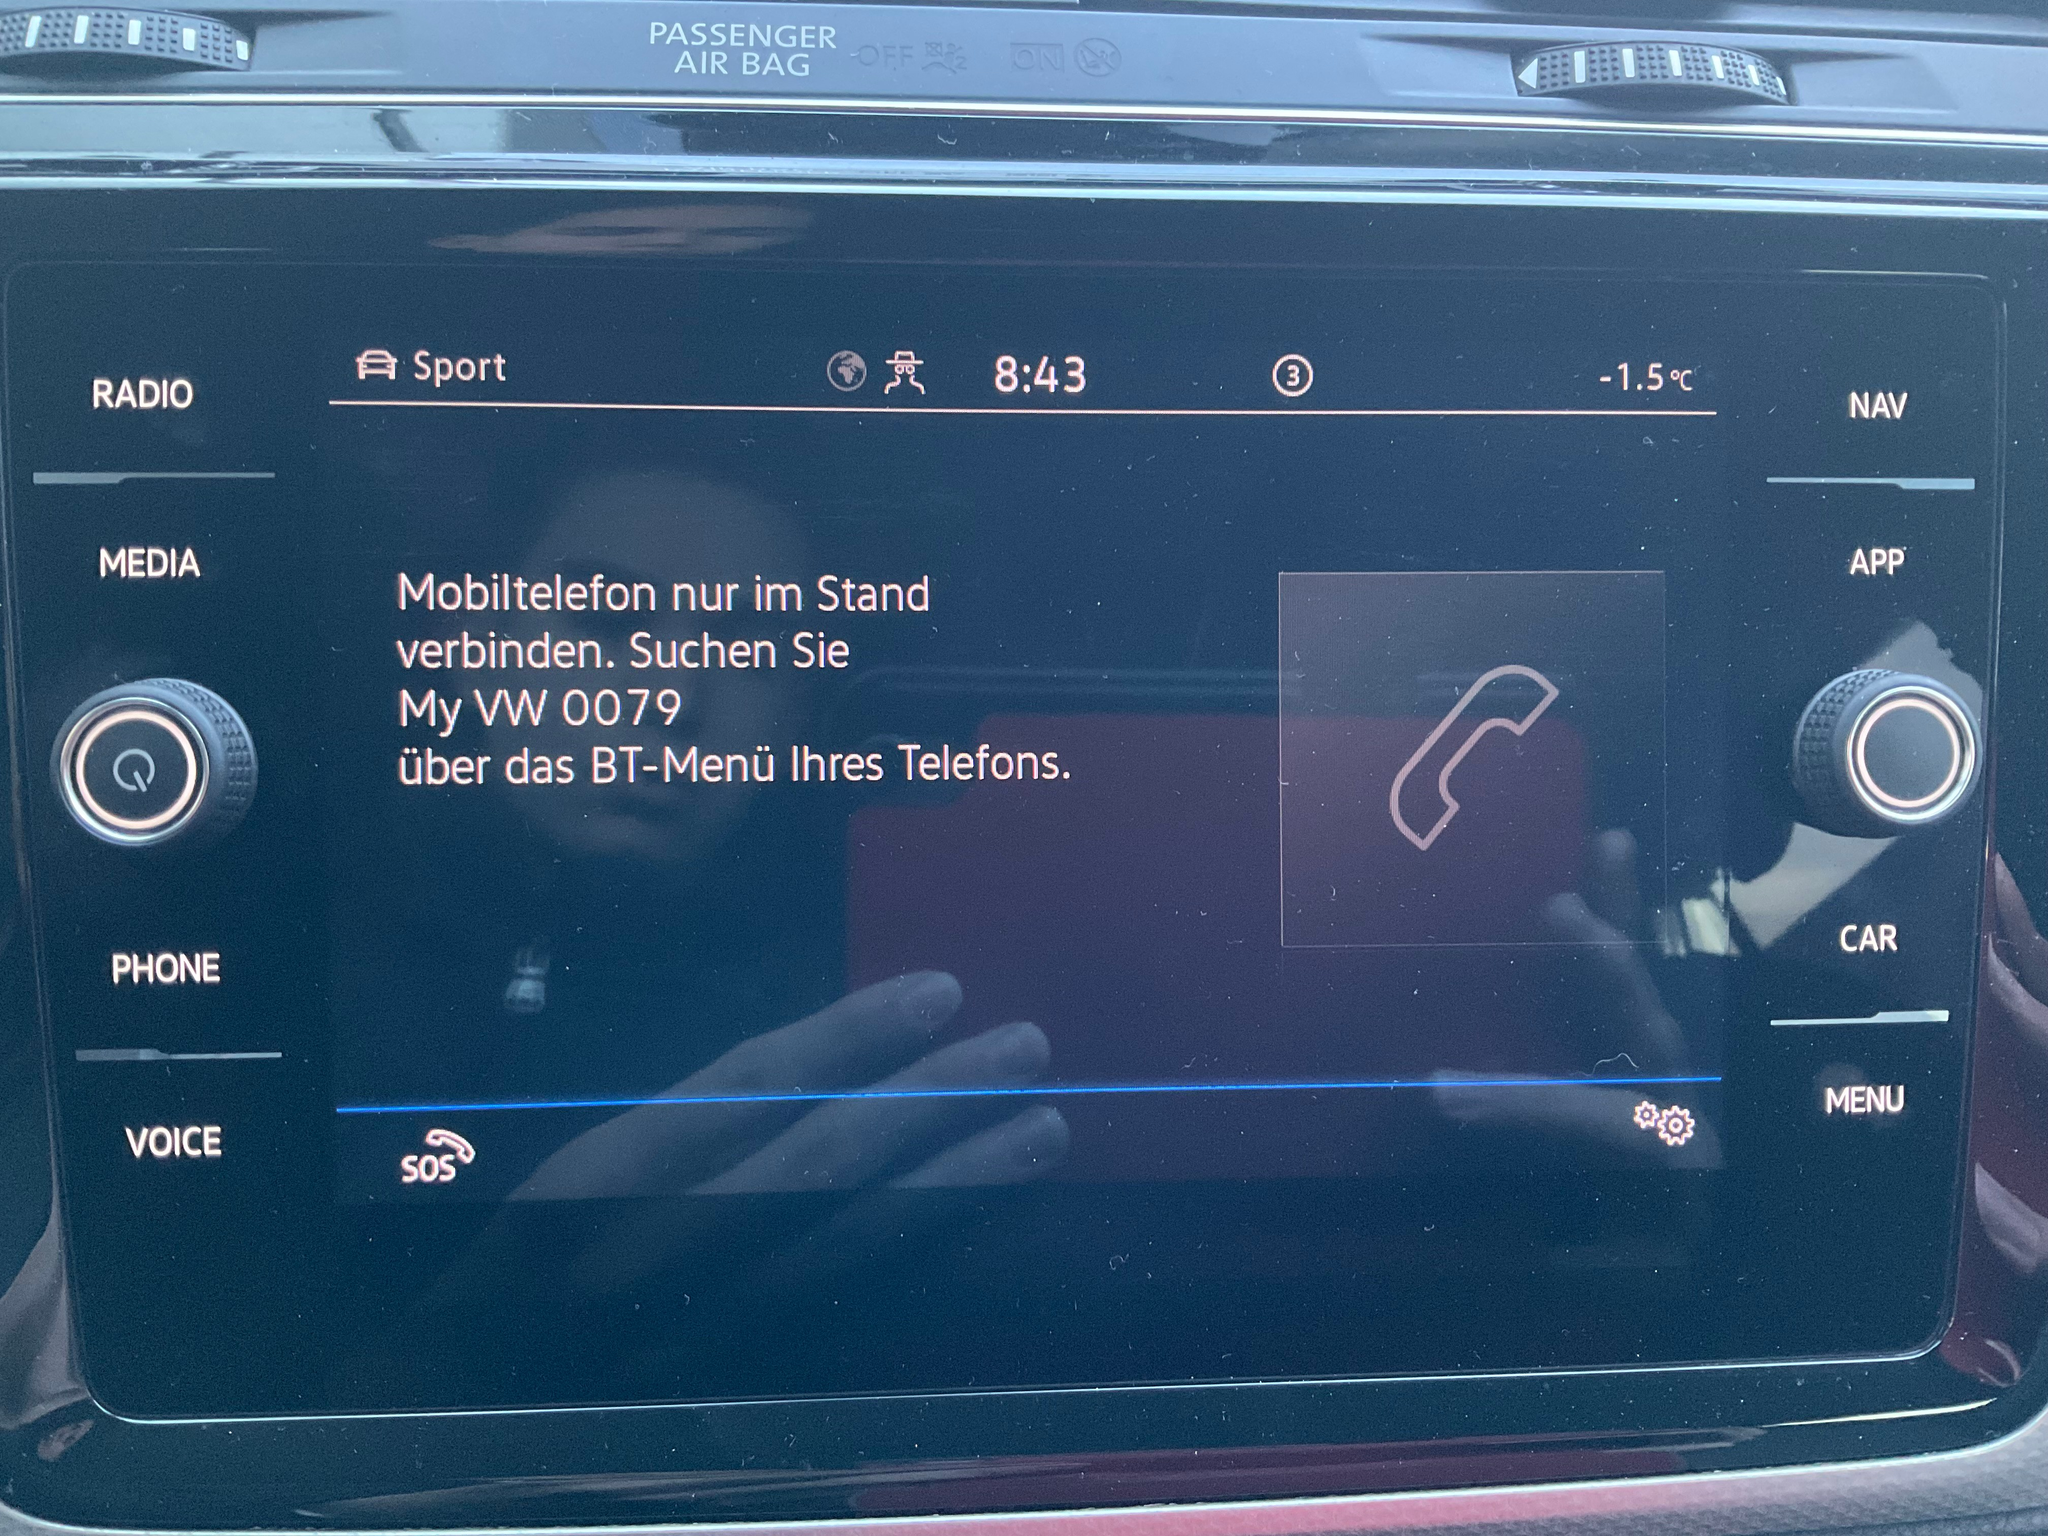 PASSENGER
AIR BAG
OFF
ON
Sport
8:43
3
-1.5 °C
RADIO
NAV
MEDIA
APP
Mobiltelefon nur im Stand
verbinden. Suchen Sie
My VW 0079
über das BT-Menü Ihres Telefons.
PHONE
CAR
VOICE
MENU
SOS